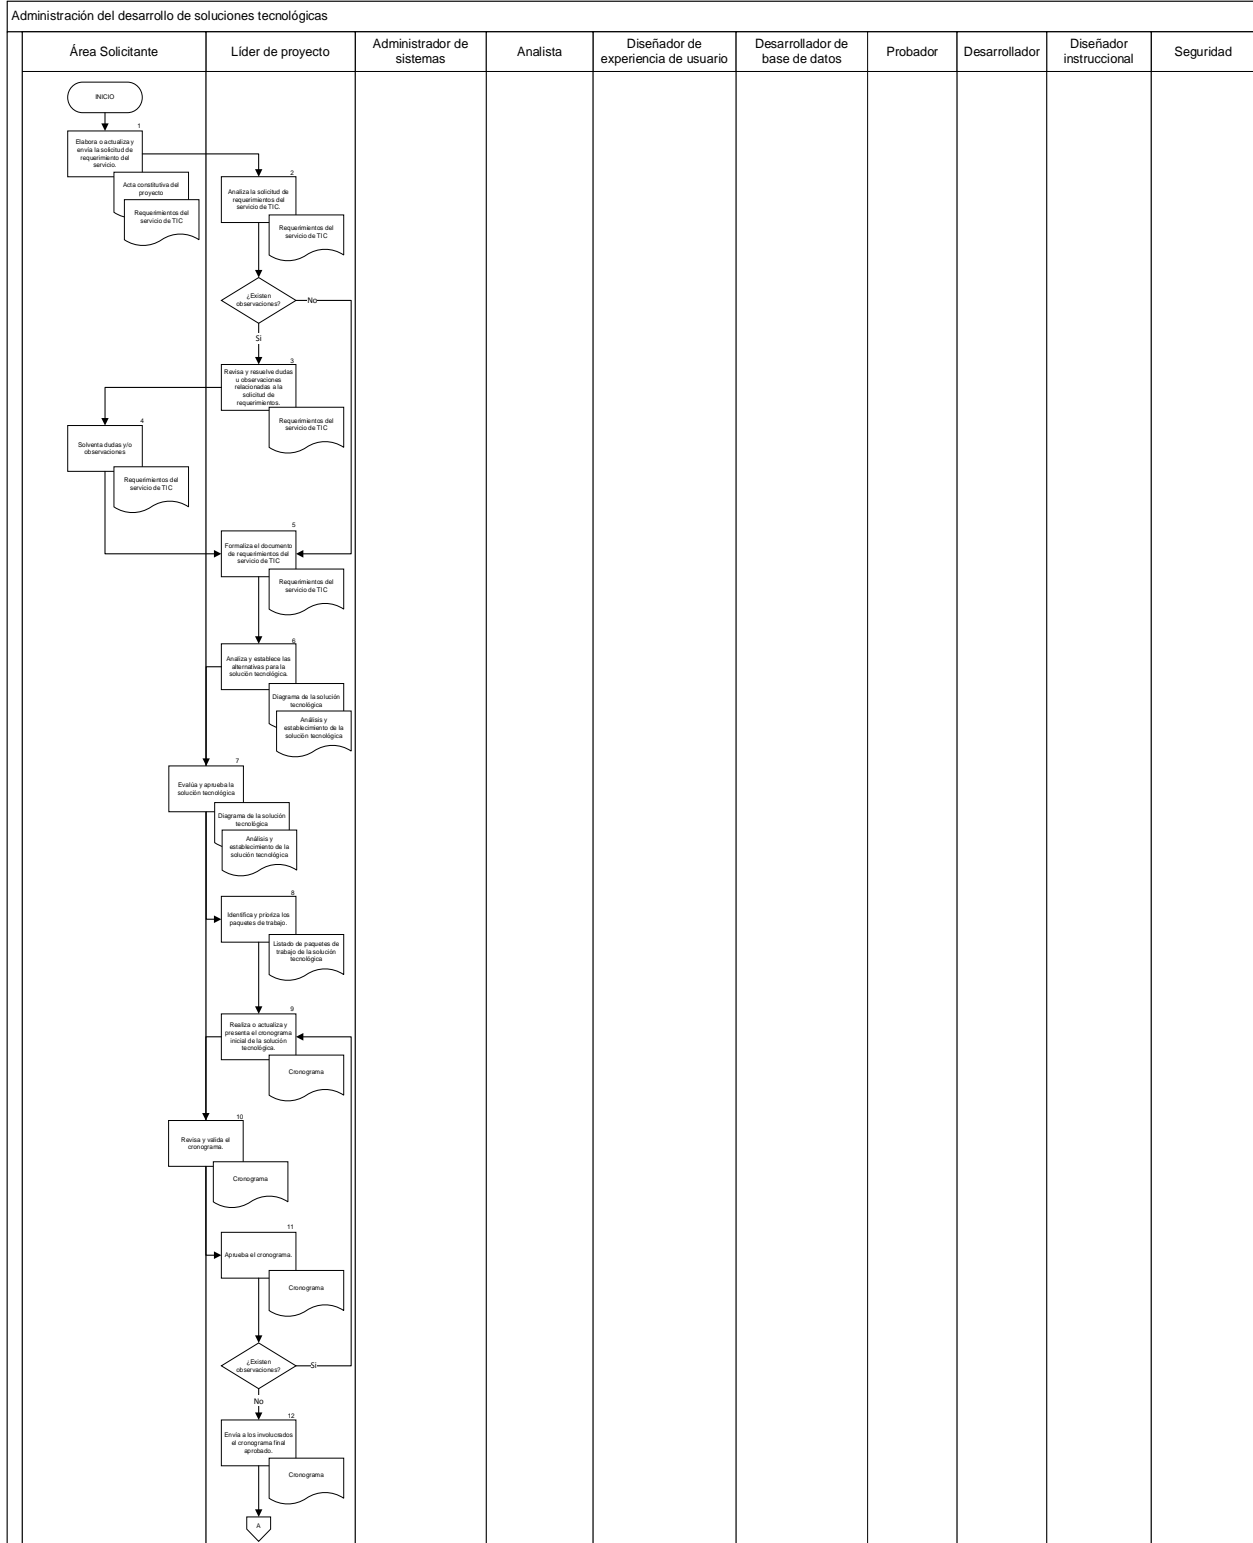 Administración del desarrollo de soluciones tecnológicas
Área Solicitante
Líder de proyecto
Administrador de
sistemas
Analista
Diseñador de
experiencia de usuario
Desarrollador de
base de datos
Probador
Desarrollador
Diseñador
instruccional
Seguridad
INICIO
1
Elabora o actualiza y
envía la solicitud de
requerimiento del
servicio.
Acta constitutiva del
proyecto
Requerimientos del
servicio de TIC
2
Analiza la solicitud de
requerimientos del
servicio de TIC.
Requerimientos del
servicio de TIC
¿Existen
observaciones?
No
Si
3
Revisa y resuelve dudas
u observaciones
relacionadas a la
solicitud de
requerimientos.
Requerimientos del
servicio de TIC
4
Solventa dudas y/o
observaciones
Requerimientos del
servicio de TIC
5
Formaliza el documento
de requerimientos del
servicio de TIC
Requerimientos del
servicio de TIC
6
Analiza y establece las
alternativas para la
solución tecnológica.
Diagrama de la solución
tecnológica
Análisis y
establecimiento de la
solución tecnológica
7
Evalúa y aprueba la
solución tecnológica
Diagrama de la solución
tecnológica
Análisis y
establecimiento de la
solución tecnológica
8
Identifica y prioriza los
paquetes de trabajo.
Listado de paquetes de
trabajo de la solución
tecnológica
9
Realiza o actualiza y
presenta el cronograma
inicial de la solución
tecnológica.
Cronograma
10
Revisa y valida el
cronograma.
Cronograma
11
Aprueba el cronograma.
Cronograma
¿Existen
observaciones?
Si
No
12
Envía a los involucrados
el cronograma final
aprobado.
Cronograma
A